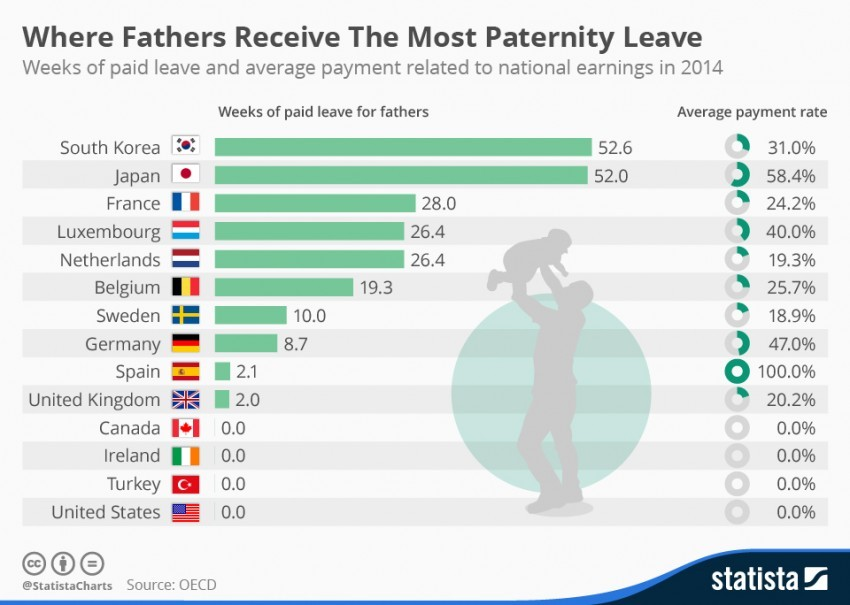 Where Fathers Receive The Most Paternity Leave
Weeks of paid leave and average payment related to national earnings in 2014
Weeks of paid leave for fathers Average payment rate
South Korea 52.6 31.0%
Japan 52.0 58.4%
France 28.0 24.2%
Luxembourg 26.4 40.0%
Netherlands 26.4 19.3%
Belgium 19.3 25.7%
Sweden 10.0 18.9%
Germany 8.7 47.0%
Spain 2.1 100.0%
United Kingdom 2.0 20.2%
Canada 0.0 0.0%
Ireland 0.0 0.0%
Turkey 0.0 0.0%
United States 0.0 0.0%
cc
@StatistaCharts Source: OECD
statista